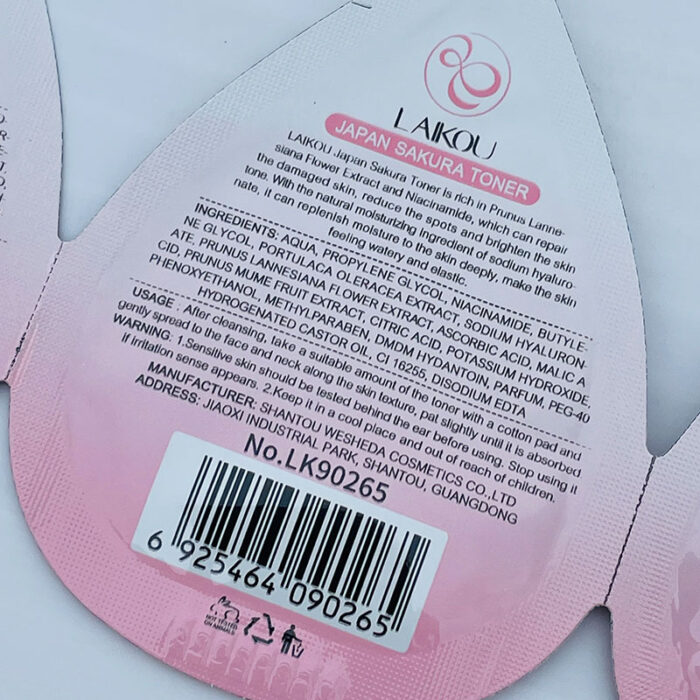 LAIKOU
JAPAN SAKURA TONER
LAIKOU Japan Sakura Toner is rich in Prunus Lanne-
siana Flower Extract and Niacinamide, which can repair
the damaged skin, reduce the spots and brighten the skin
tone. With the natural moisturizing ingredient of sodium hyaluro-
nate, it can replenish moisture to the skin deeply, make the skin
feeling watery and elastic.
INGREDIENTS: AQUA, PROPYLENE GLYCOL, NIACINAMIDE, BUTYLE-
NE GLYCOL, PORTULACA OLERACEA EXTRACT, SODIUM HYALURON-
ATE, PRUNUS LANNESIANA FLOWER EXTRACT, ASCORBIC ACID, MALIC A
CID, PRUNUS MUME FRUIT EXTRACT, CITRIC ACID, POTASSIUM HYDROXIDE,
PHENOXYETHANOL, METHYLPARABEN, DMDM HYDANTOIN, PARFUM, PEG-40
HYDROGENATED CASTOR OIL, CI 16255, DISODIUM EDTA
USAGE : After cleansing, take a suitable amount of the toner with a cotton pad and
gently spread to the face and neck along the skin texture, pat slightly until it is absorbed
WARNING: 1.Sensitive skin should be tested behind the ear before using. Stop using it
if irritation sense appears. 2.Keep it in a cool place and out of reach of children.
MANUFACTURER: SHANTOU WESHEDA COSMETICS CO.,LTD
ADDRESS: JIAOXI INDUSTRIAL PARK, SHANTOU, GUANGDONG
No.LK90265
6 925464 090265
NOT TESTED
ON ANIMALS